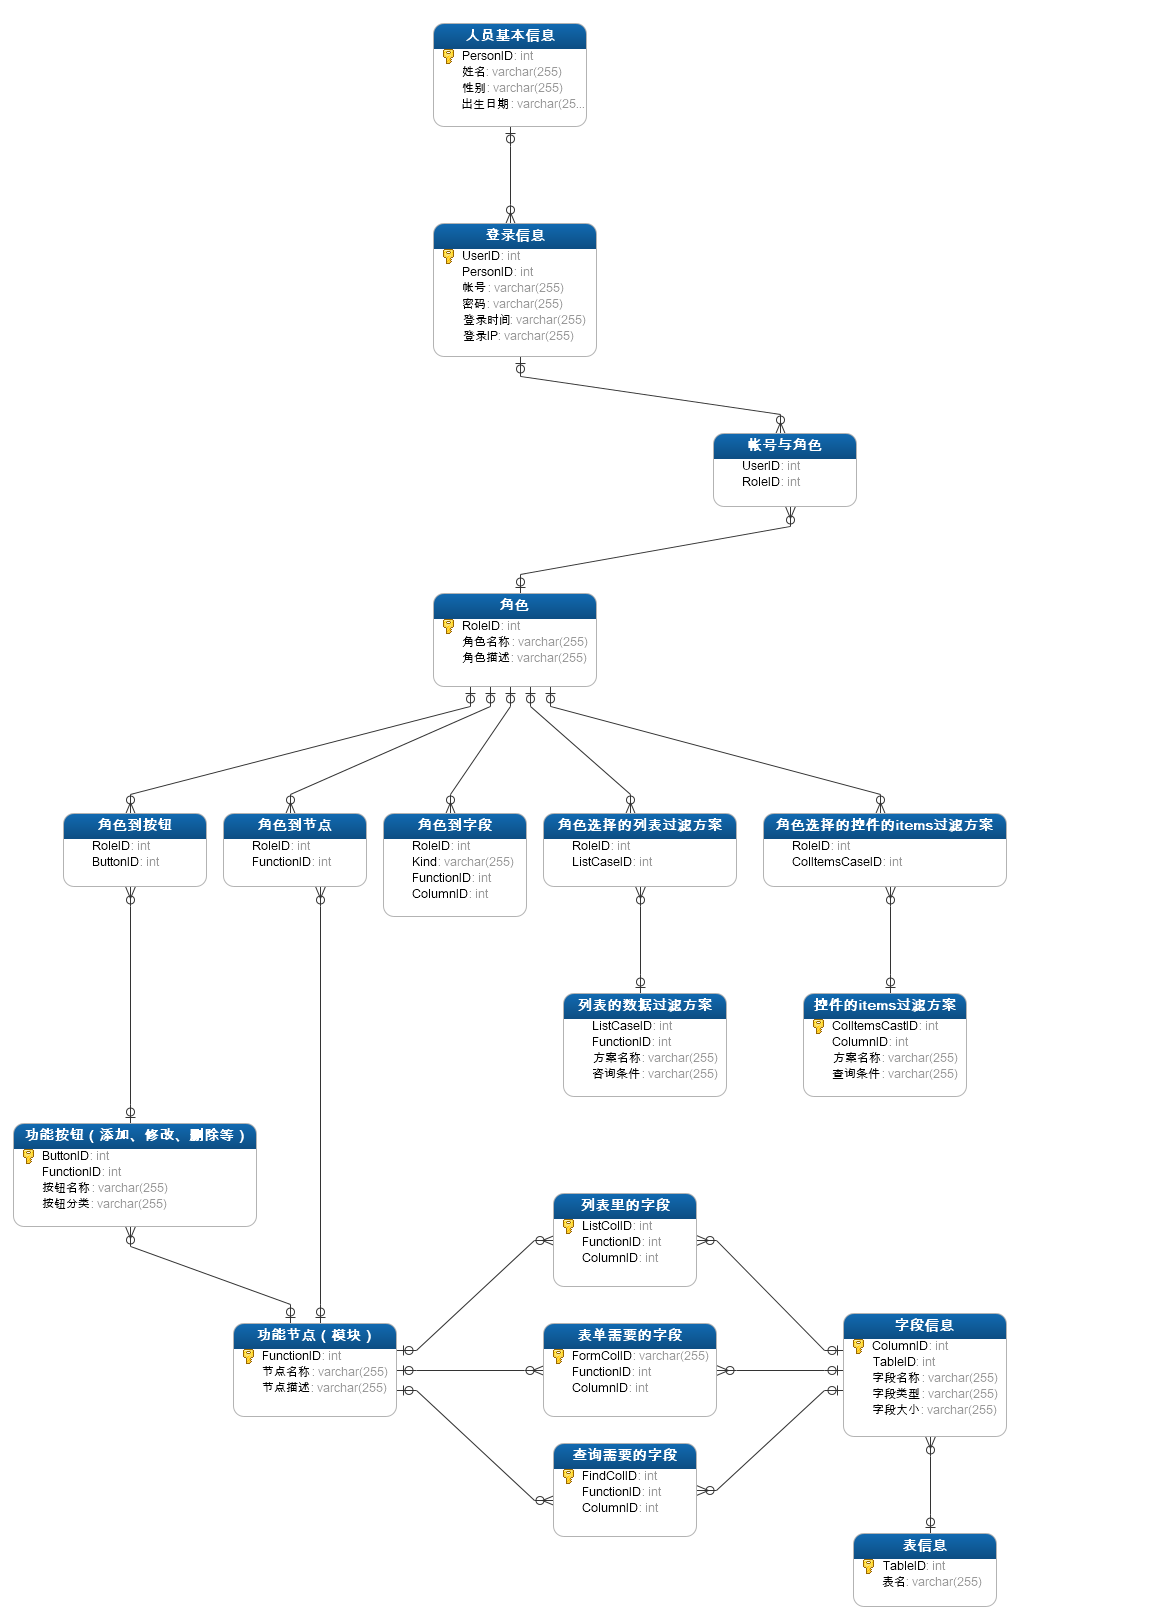 人员基本信息
PersonID: int
姓名: varchar(255)
性别: varchar(255)
出生日期: varchar(25...
登录信息
UserID: int
PersonID: int
帐号: varchar(255)
密码: varchar(255)
登录时间: varchar(255)
登录IP: varchar(255)
帐号与角色
UserID: int
RoleID: int
角色
RoleID: int
角色名称: varchar(255)
角色描述: varchar(255)
角色到按钮
RoleID: int
ButtonID: int
角色到节点
RoleID: int
FunctionID: int
角色到字段
RoleID: int
Kind: varchar(255)
FunctionID: int
ColumnID: int
角色选择的列表过滤方案
RoleID: int
ListCaseID: int
角色选择的控件的items过滤方案
RoleID: int
ColItemsCaseID: int
列表的数据过滤方案
ListCaseID: int
FunctionID: int
方案名称: varchar(255)
咨询条件: varchar(255)
控件的items过滤方案
ColItemsCastID: int
ColumnID: int
方案名称: varchar(255)
查询条件: varchar(255)
功能按钮（添加、修改、删除等）
ButtonID: int
FunctionID: int
按钮名称: varchar(255)
按钮分类: varchar(255)
列表里的字段
ListColID: int
FunctionID: int
ColumnID: int
功能节点（模块）
FunctionID: int
节点名称: varchar(255)
节点描述: varchar(255)
表单需要的字段
FormColID: varchar(255)
FunctionID: int
ColumnID: int
字段信息
ColumnID: int
TableID: int
字段名称: varchar(255)
字段类型: varchar(255)
字段大小: varchar(255)
查询需要的字段
FindColID: int
FunctionID: int
ColumnID: int
表信息
TableID: int
表名: varchar(255)